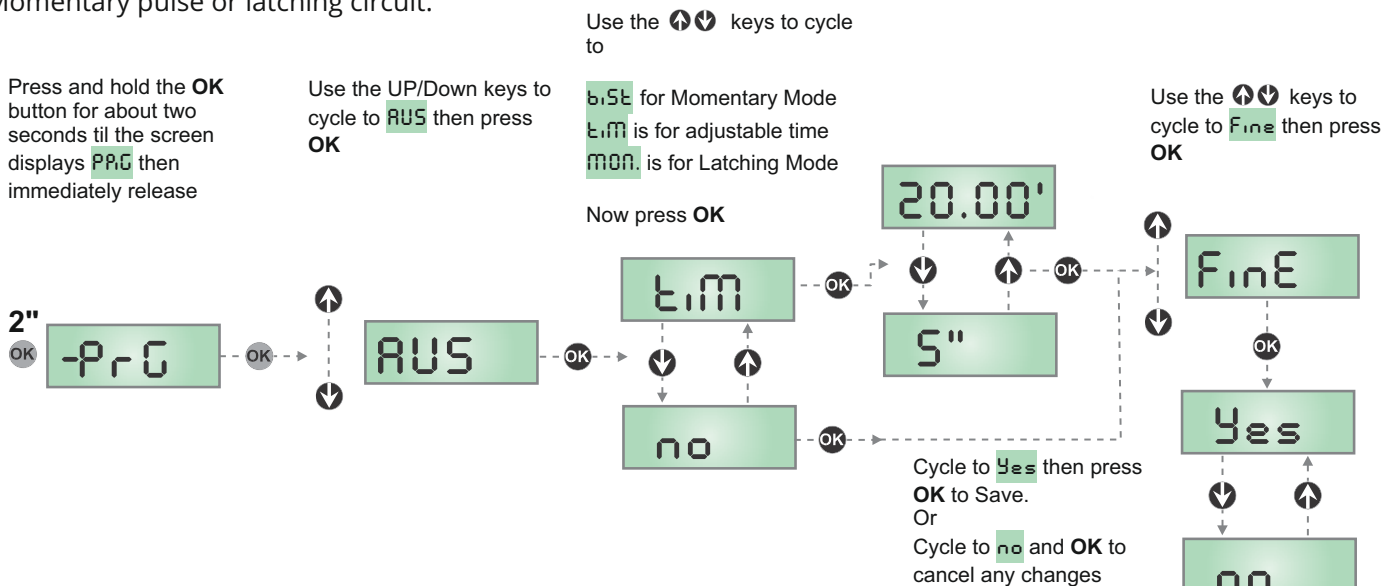 Momentary pulse or latching circuit.
Press and hold the OK
button for about two
seconds til the screen
displays PRG then
immediately release
Use the UP/Down keys to
cycle to AUS then press
OK
Use the keys to cycle
to
biSt for Momentary Mode
tiM is for adjustable time
MON. is for Latching Mode
Now press OK
Use the keys to
cycle to Fine then press
OK
2"
OK
-PrG
OK
AUS
OK
tiM
no
OK
OK
20.00'
S"
OK
FinE
OK
Yes
no
Cycle to Yes then press
OK to Save.
Or
Cycle to no and OK to
cancel any changes